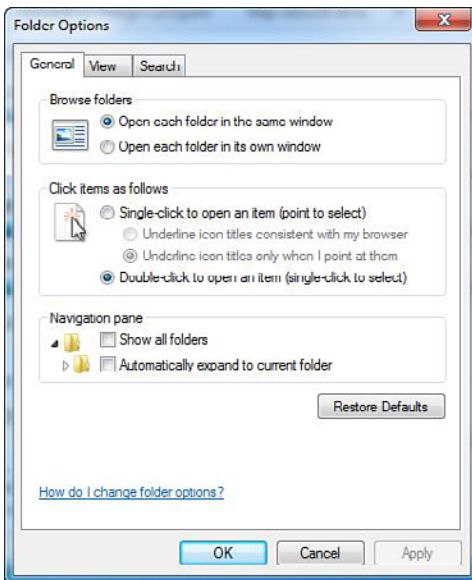 Folder Options
General View Search
Browse folders
Open each folder in the same window
Open each folder in its own window
Click items as follows
Single-click to open an item (point to select)
Underline icon titles consistent with my browser
Underline icon titles only when I point at them
Double-click to open an item (single-click to select)
Navigation pane
Show all folders
Automatically expand to current folder
Restore Defaults
How do I change folder options?
OK Cancel Apply